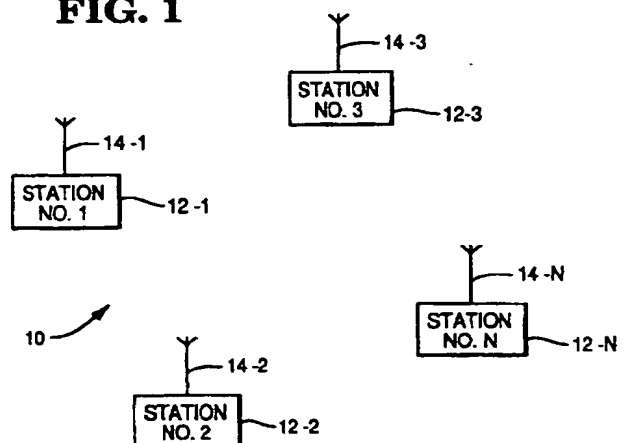 FIG. 1
14-3
STATION
NO. 3
12-3
14-1
STATION
NO. 1
12-1
14-N
STATION
NO. N
12-N
10
14-2
STATION
NO. 2
12-2